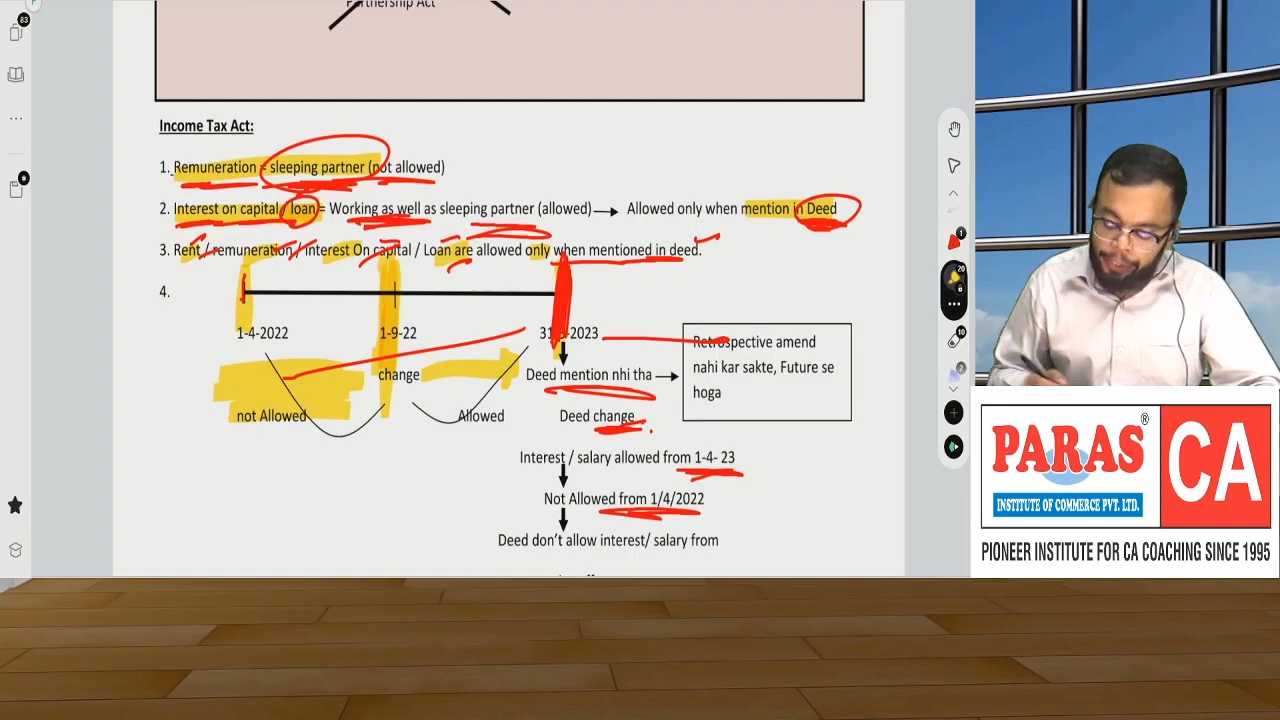 Partnership Act
Income Tax Act:
1. Remuneration = sleeping partner (not allowed)
2. Interest on capital / loan = Working as well as sleeping partner (allowed) → Allowed only when mention in Deed
3. Rent / remuneration / interest On capital / Loan are allowed only when mentioned in deed.
4.
1-4-2022 1-9-22 31-3-2023
Retrospective amend
nahi kar sakte, Future se
hoga
change Deed mention nhi tha →
not Allowed Allowed Deed change
Interest / salary allowed from 1-4- 23
Not Allowed from 1/4/2022
Deed don't allow interest/ salary from
83
1
20
10
2
PARAS ®
INSTITUTE OF COMMERCE PVT. LTD.
CA
PIONEER INSTITUTE FOR CA COACHING SINCE 1995